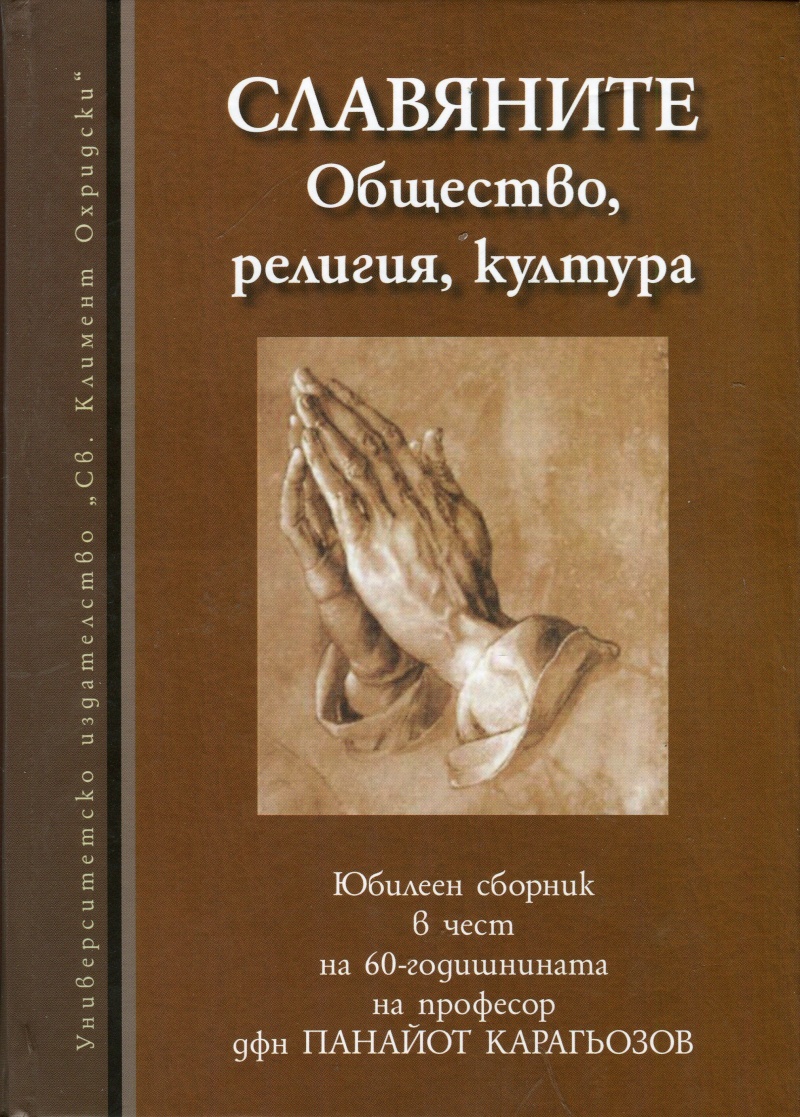 СЛАВЯНИТЕ
Общество,
религия, култура
Юбилеен сборник
в чест
на 60-годишнината
на професор
дфн ПАНАЙОТ КАРАГЬОЗОВ
Университетско издателство „Св. Климент Охридски“